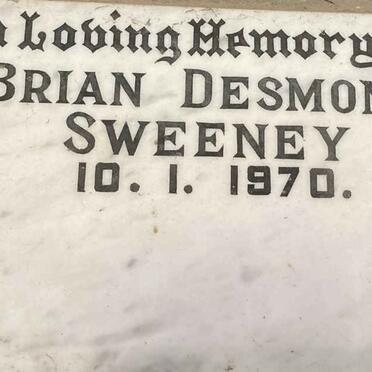 n Loving Memory
BRIAN DESMON
SWEENEY
10. 1. 1970.